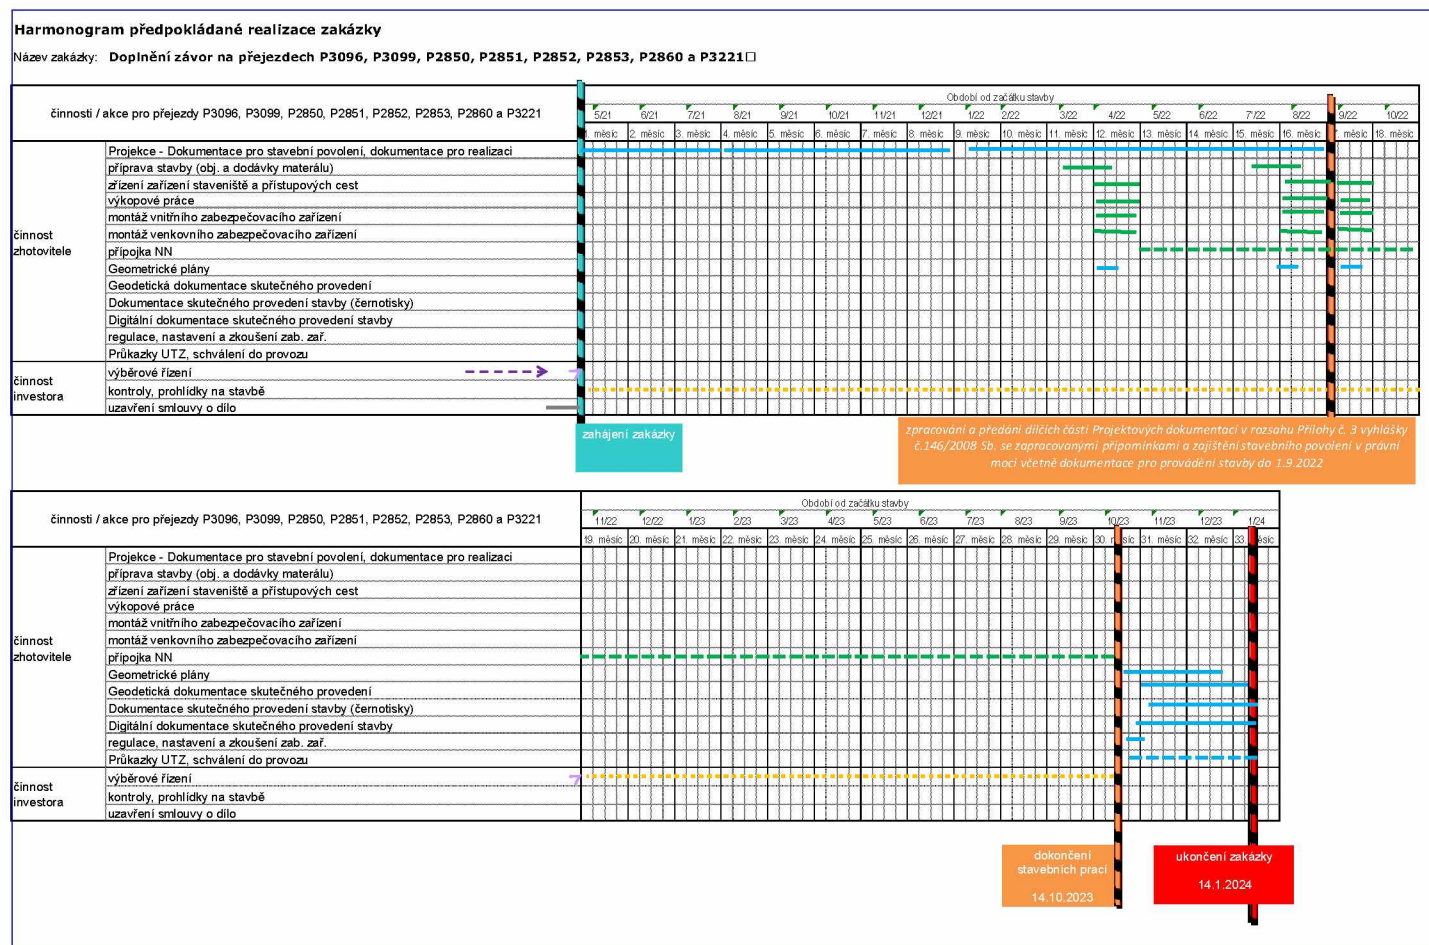 Harmonogram předpokládané realizace zakázky
Název zakázky: Doplnění závor na přejezdech P3096, P3099, P2850, P2851, P2852, P2853, P2860 a P3221□
činnosti / akce pro přejezdy P3096, P3099, P2850, P2851, P2852, P2853, P2860 a P3221
Období od začátku stavby
5/21 6/21 7/21 8/21 9/21 10/21 11/21 12/21 1/22 2/22 3/22 4/22 5/22 6/22 7/22 8/22 9/22 10/22
1. měsíc 2. měsíc 3. měsíc 4. měsíc 5. měsíc 6. měsíc 7. měsíc 8. měsíc 9. měsíc 10. měsíc 11. měsíc 12. měsíc 13. měsíc 14. měsíc 15. měsíc 16. měsíc měsíc 18. měsíc
činnost zhotovitele
Projekce - Dokumentace pro stavební povolení, dokumentace pro realizaci
příprava stavby (obj. a dodávky materálu)
zřízení zařízení staveniště a přístupových cest
výkopové práce
montáž vnitřního zabezpečovacího zařízení
montáž venkovního zabezpečovacího zařízení
přípojka NN
Geometrické plány
Geodetická dokumentace skutečného provedení
Dokumentace skutečného provedení stavby (černotisky)
Digitální dokumentace skutečného provedení stavby
regulace, nastavení a zkoušení zab. zař.
Průkazky UTZ, schválení do provozu
činnost investora
výběrové řízení
kontroly, prohlídky na stavbě
uzavření smlouvy o dílo
zahájení zakázky
zpracování a předání dílčích částí Projektových dokumentací v rozsahu Přílohy č. 3 vyhlášky
č.146/2008 Sb. se zapracovanými připomínkami a zajištění stavebního povolení v právní
moci včetně dokumentace pro provádění stavby do 1.9.2022
činnosti / akce pro přejezdy P3096, P3099, P2850, P2851, P2852, P2853, P2860 a P3221
Období od začátku stavby
11/22 12/22 1/23 2/23 3/23 4/23 5/23 6/23 7/23 8/23 9/23 10/23 11/23 12/23 1/24
19. měsíc 20. měsíc 21. měsíc 22. měsíc 23. měsíc 24. měsíc 25. měsíc 26. měsíc 27. měsíc 28. měsíc 29. měsíc 30. měsíc 31. měsíc 32. měsíc 33. měsíc
činnost zhotovitele
Projekce - Dokumentace pro stavební povolení, dokumentace pro realizaci
příprava stavby (obj. a dodávky materálu)
zřízení zařízení staveniště a přístupových cest
výkopové práce
montáž vnitřního zabezpečovacího zařízení
montáž venkovního zabezpečovacího zařízení
přípojka NN
Geometrické plány
Geodetická dokumentace skutečného provedení
Dokumentace skutečného provedení stavby (černotisky)
Digitální dokumentace skutečného provedení stavby
regulace, nastavení a zkoušení zab. zař.
Průkazky UTZ, schválení do provozu
činnost investora
výběrové řízení
kontroly, prohlídky na stavbě
uzavření smlouvy o dílo
dokončení
stavebních prací
14.10.2023
ukončení zakázky
14.1.2024